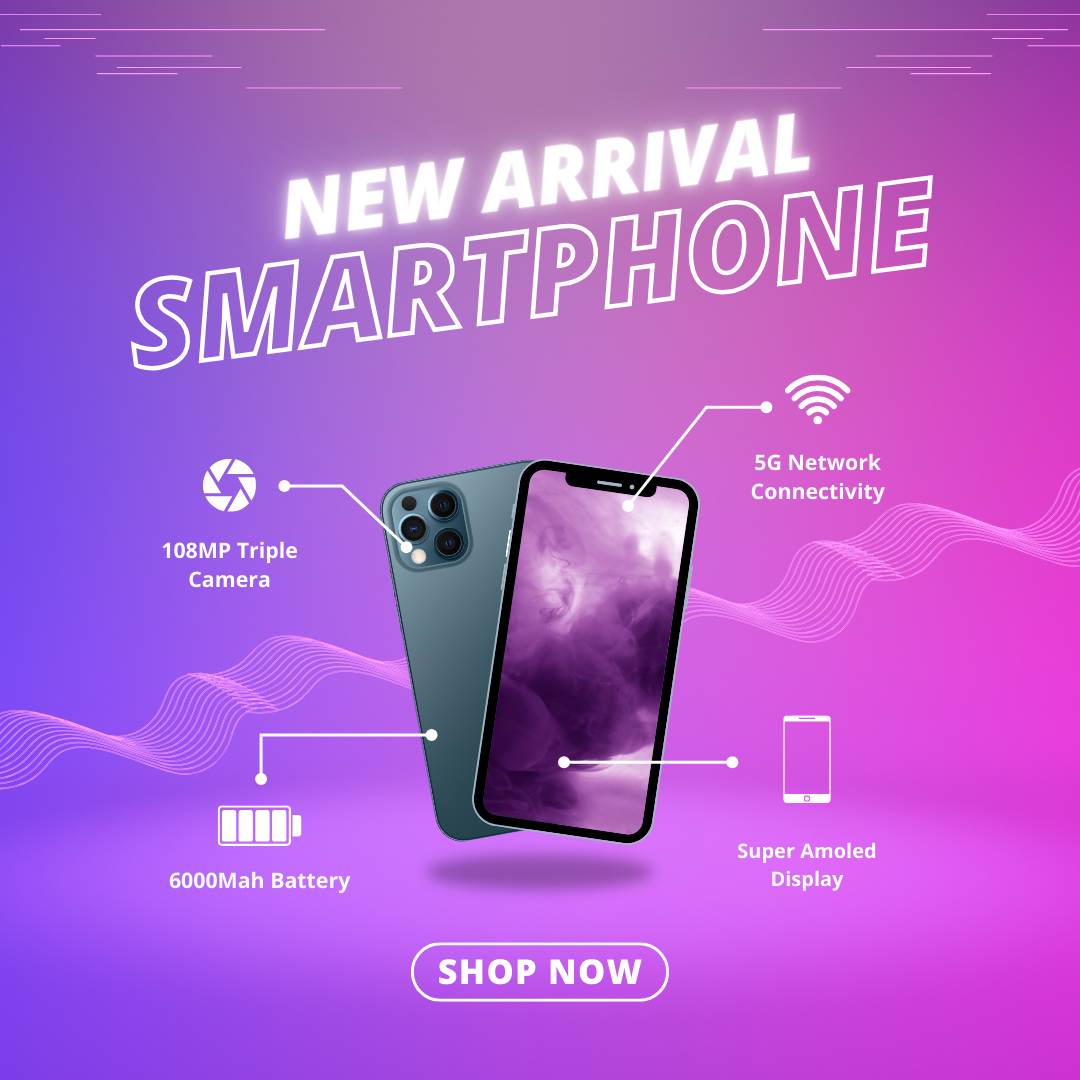 NEW ARRIVAL
SMARTPHONE
5G Network
Connectivity
108MP Triple
Camera
6000Mah Battery
Super Amoled
Display
SHOP NOW